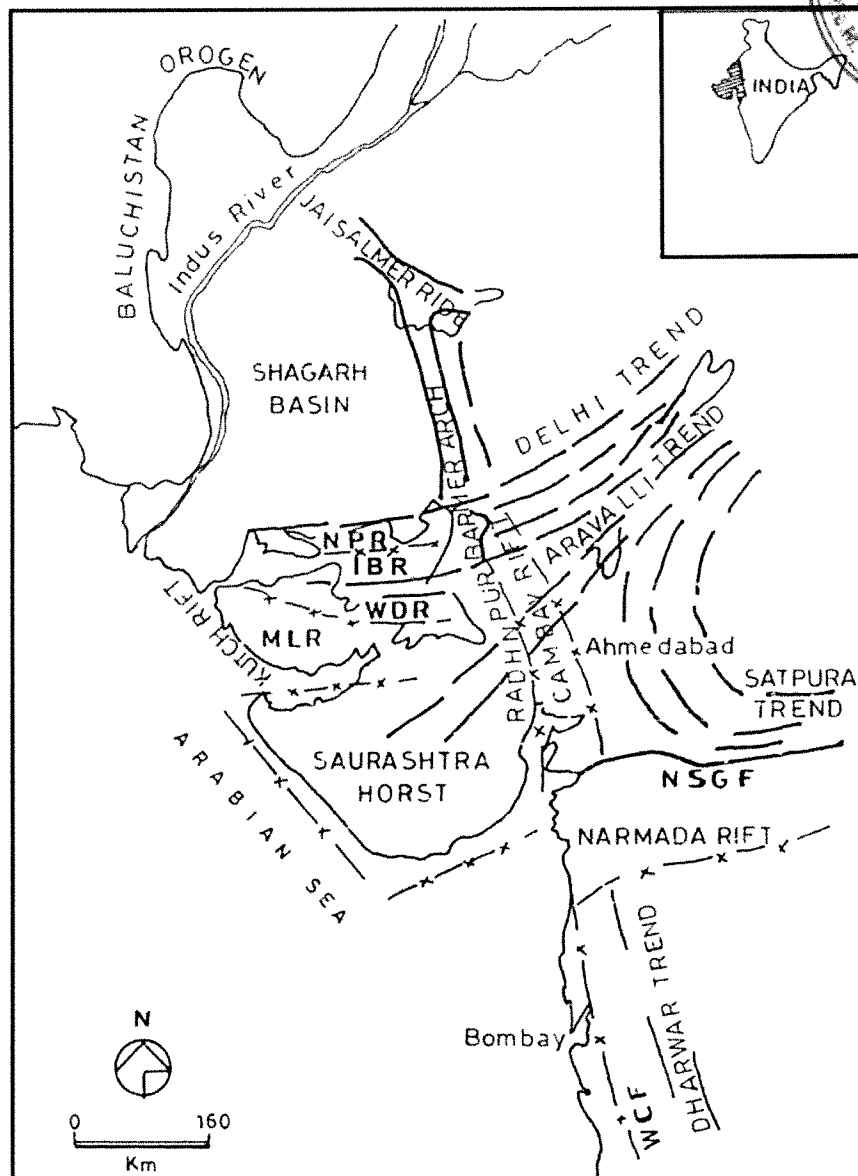 INDIA
OROGEN
BALUCHISTAN
Indus River
JAISALMER RIDE
SHAGARH
BASIN
DELHI TREND
BARMER ARCH
ARAVALLI TREND
NPR
IBR
WDR
MLR
KUTCH RIFT
RADHNPUR RIFT
CAMBAY
Ahmedabad
SATPURA
TREND
ARABIAN SEA
SAURASHTRA
HORST
NSGF
NARMADA RIFT
DHARWAR TREND
Bombay
WCF
N
0 160
Km